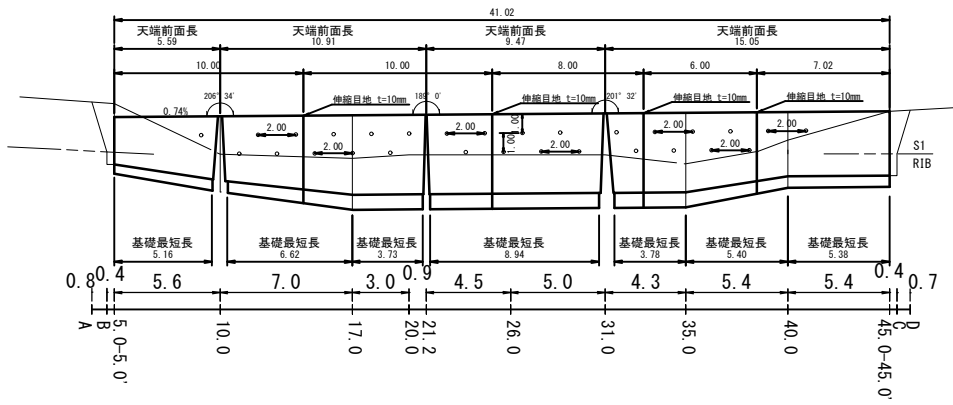 41.02
天端前面長 天端前面長 天端前面長 天端前面長
5.59 10.91 9.47 15.05
10.00 10.00 8.00 6.00 7.02
206° 34' 189° 0' 201° 32'
伸縮目地 t=10mm 伸縮目地 t=10mm 伸縮目地 t=10mm 伸縮目地 t=10mm
0.74%
2.00 2.00 1.00 2.00 2.00
2.00 1.00 2.00 2.00
S1
RIB
基礎最短長 基礎最短長 基礎最短長 基礎最短長 基礎最短長 基礎最短長 基礎最短長
5.16 6.62 3.73 8.94 3.78 5.40 5.38
0.8 0.4 5.6 7.0 3.0 0.9 4.5 5.0 4.3 5.4 5.4 0.4 0.7
A B 5.0-5.0' 10.0 17.0 20.0 21.2 26.0 31.0 35.0 40.0 45.0-45.0' C D